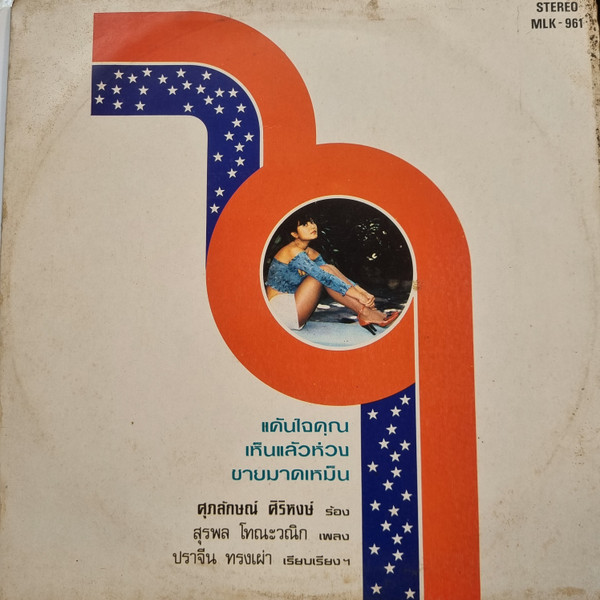 STEREO
MLK - 961
แค้นใจคุณ
เห็นแล้วห่วง
ชายมาดเหม็น
ศุภลักษณ์ ศิริหงษ์ ร้อง
สุรพล โทณะวณิก เพลง
ปราจีน ทรงเผ่า เรียบเรียงฯ